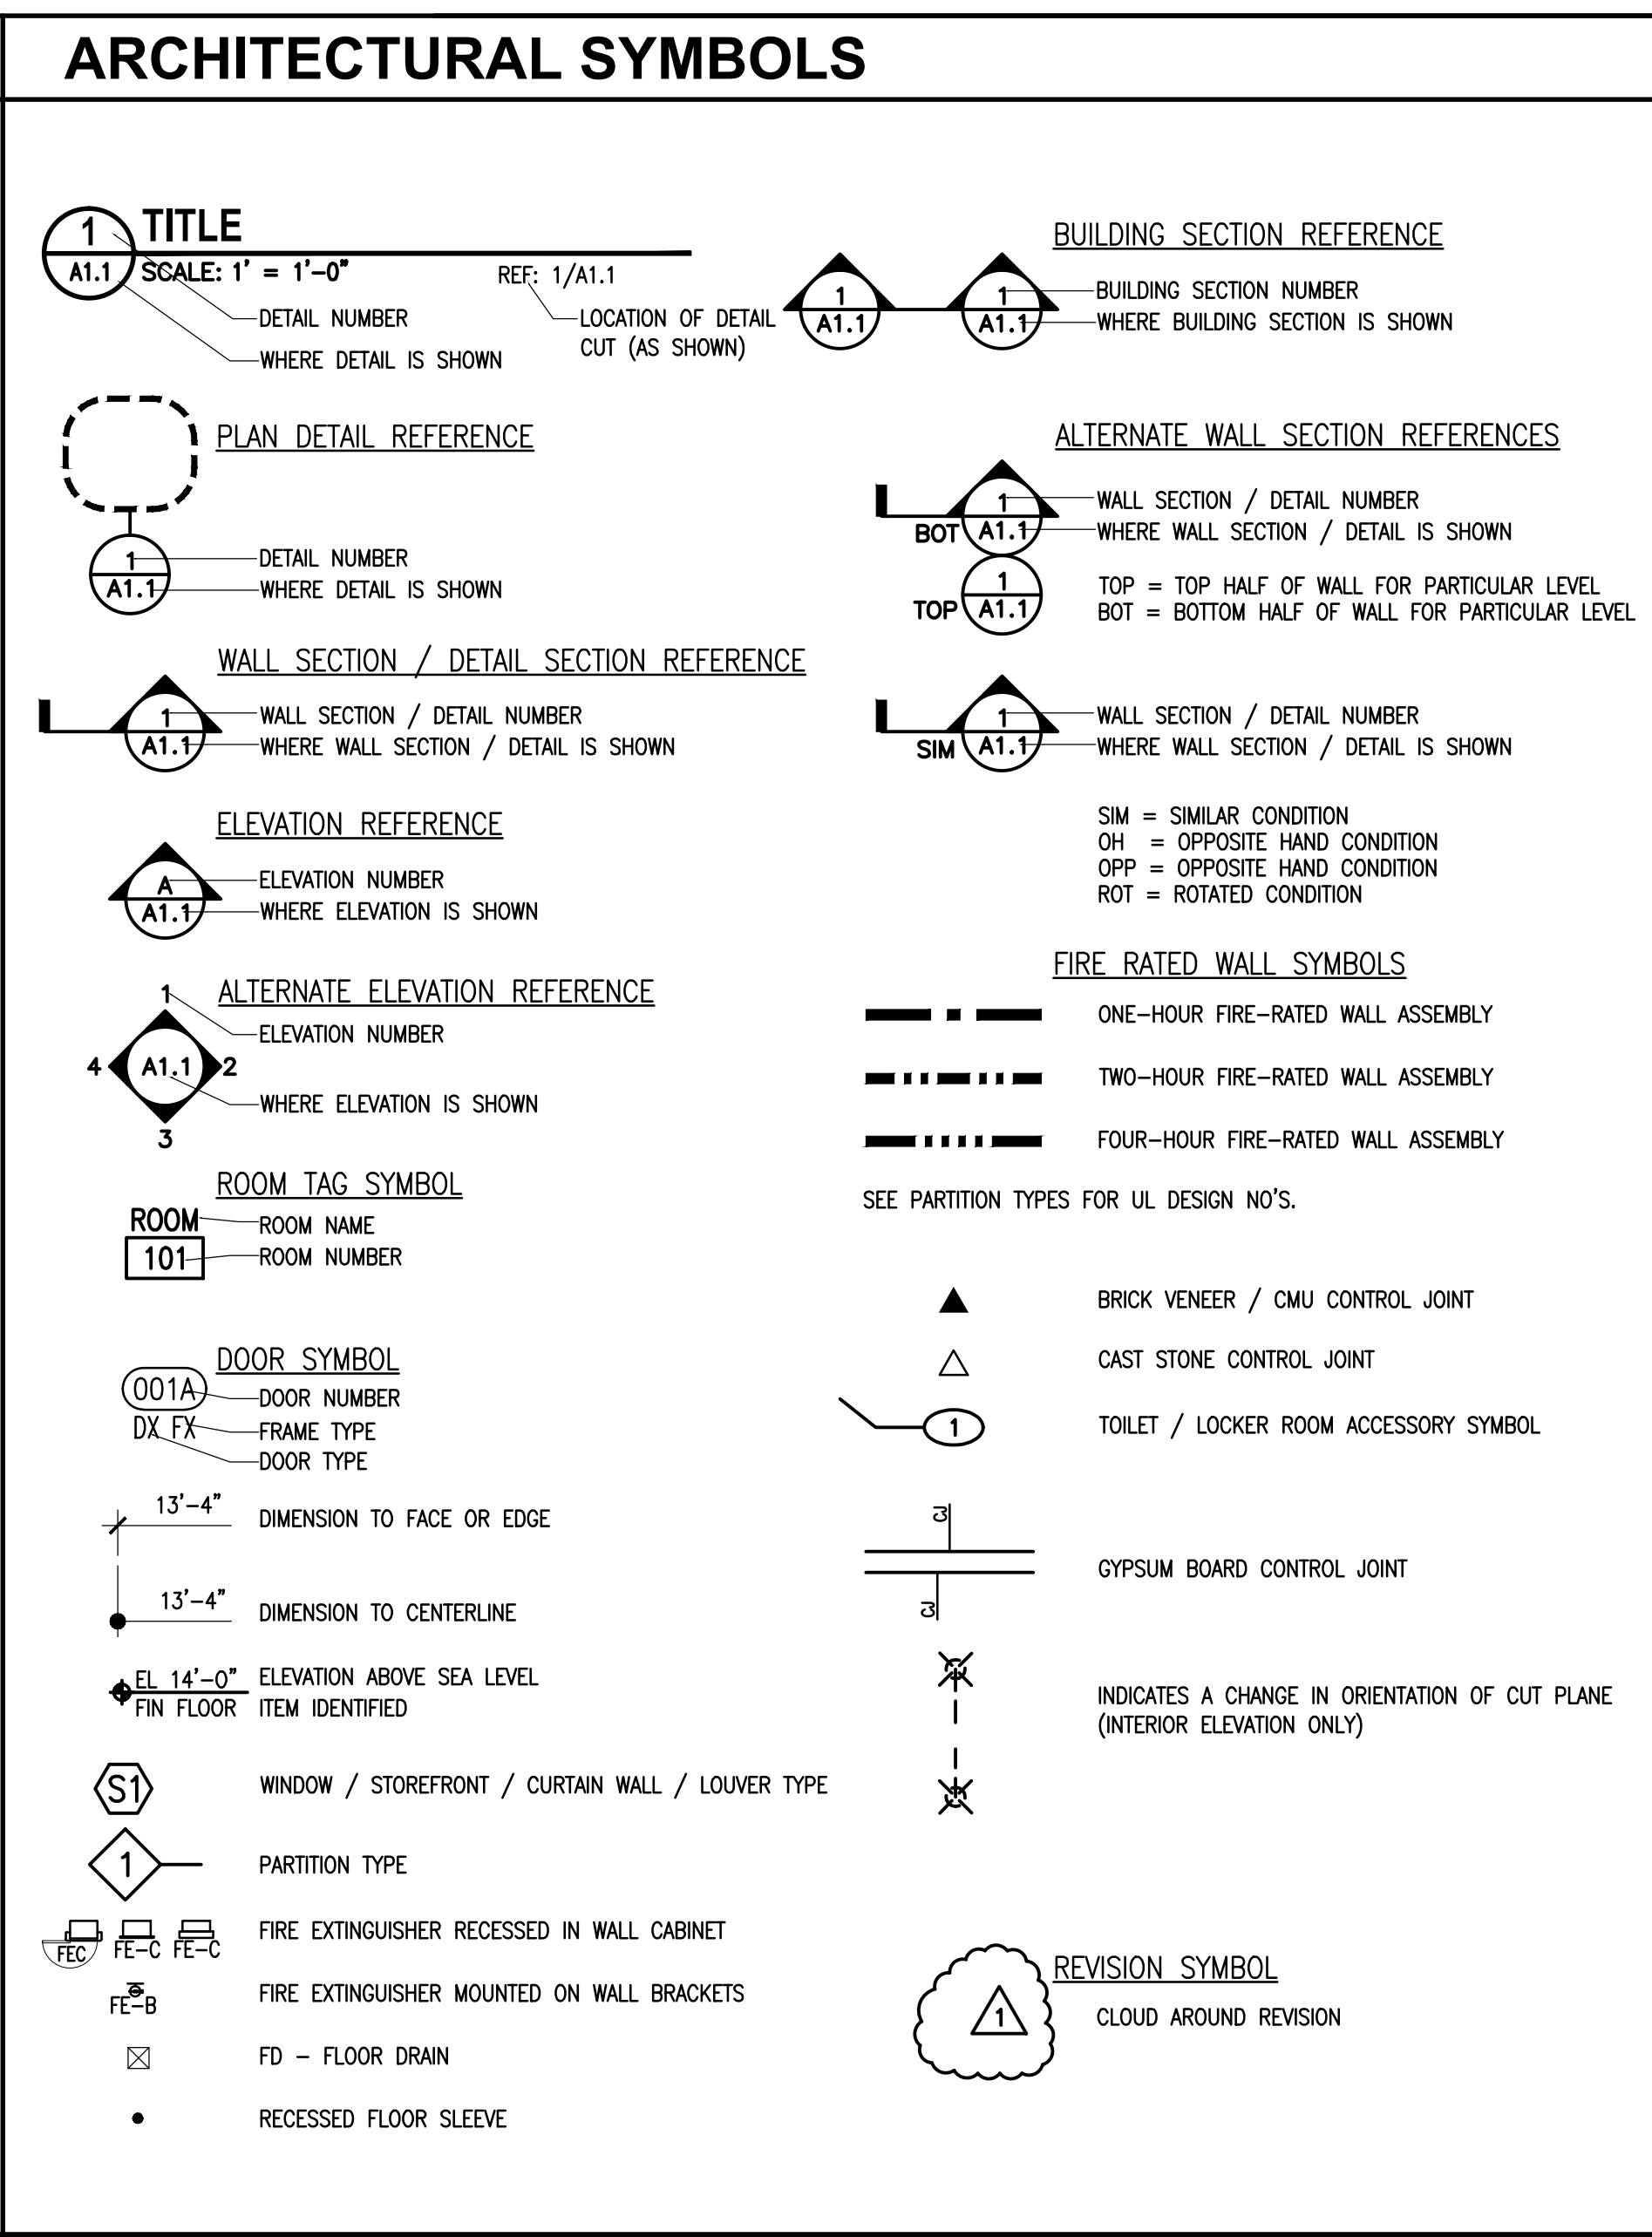 ARCHITECTURAL SYMBOLS
1
A1.1
TITLE
SCALE: 1' = 1'-0"
REF: 1/A1.1
DETAIL NUMBER
WHERE DETAIL IS SHOWN
LOCATION OF DETAIL
CUT (AS SHOWN)
PLAN DETAIL REFERENCE
1
A1.1
DETAIL NUMBER
WHERE DETAIL IS SHOWN
WALL SECTION / DETAIL SECTION REFERENCE
1
A1.1
WALL SECTION / DETAIL NUMBER
WHERE WALL SECTION / DETAIL IS SHOWN
ELEVATION REFERENCE
A
A1.1
ELEVATION NUMBER
WHERE ELEVATION IS SHOWN
ALTERNATE ELEVATION REFERENCE
1
ELEVATION NUMBER
4 A1.1 2
WHERE ELEVATION IS SHOWN
3
ROOM TAG SYMBOL
ROOM
101
ROOM NAME
ROOM NUMBER
DOOR SYMBOL
001A
DX FX
DOOR NUMBER
FRAME TYPE
DOOR TYPE
13'-4"
DIMENSION TO FACE OR EDGE
13'-4"
DIMENSION TO CENTERLINE
EL 14'-0"
FIN FLOOR
ELEVATION ABOVE SEA LEVEL
ITEM IDENTIFIED
S1
WINDOW / STOREFRONT / CURTAIN WALL / LOUVER TYPE
1
PARTITION TYPE
FEC FE-C FE-C
FIRE EXTINGUISHER RECESSED IN WALL CABINET
FE-B
FIRE EXTINGUISHER MOUNTED ON WALL BRACKETS
FD - FLOOR DRAIN
RECESSED FLOOR SLEEVE
BUILDING SECTION REFERENCE
1
A1.1
1
A1.1
BUILDING SECTION NUMBER
WHERE BUILDING SECTION IS SHOWN
ALTERNATE WALL SECTION REFERENCES
1
A1.1
BOT
WALL SECTION / DETAIL NUMBER
WHERE WALL SECTION / DETAIL IS SHOWN
1
A1.1
TOP
TOP = TOP HALF OF WALL FOR PARTICULAR LEVEL
BOT = BOTTOM HALF OF WALL FOR PARTICULAR LEVEL
1
A1.1
SIM
WALL SECTION / DETAIL NUMBER
WHERE WALL SECTION / DETAIL IS SHOWN
SIM = SIMILAR CONDITION
OH = OPPOSITE HAND CONDITION
OPP = OPPOSITE HAND CONDITION
ROT = ROTATED CONDITION
FIRE RATED WALL SYMBOLS
ONE-HOUR FIRE-RATED WALL ASSEMBLY
TWO-HOUR FIRE-RATED WALL ASSEMBLY
FOUR-HOUR FIRE-RATED WALL ASSEMBLY
SEE PARTITION TYPES FOR UL DESIGN NO'S.
BRICK VENEER / CMU CONTROL JOINT
CAST STONE CONTROL JOINT
1
TOILET / LOCKER ROOM ACCESSORY SYMBOL
CJ
CJ
GYPSUM BOARD CONTROL JOINT
INDICATES A CHANGE IN ORIENTATION OF CUT PLANE
(INTERIOR ELEVATION ONLY)
REVISION SYMBOL
1
CLOUD AROUND REVISION